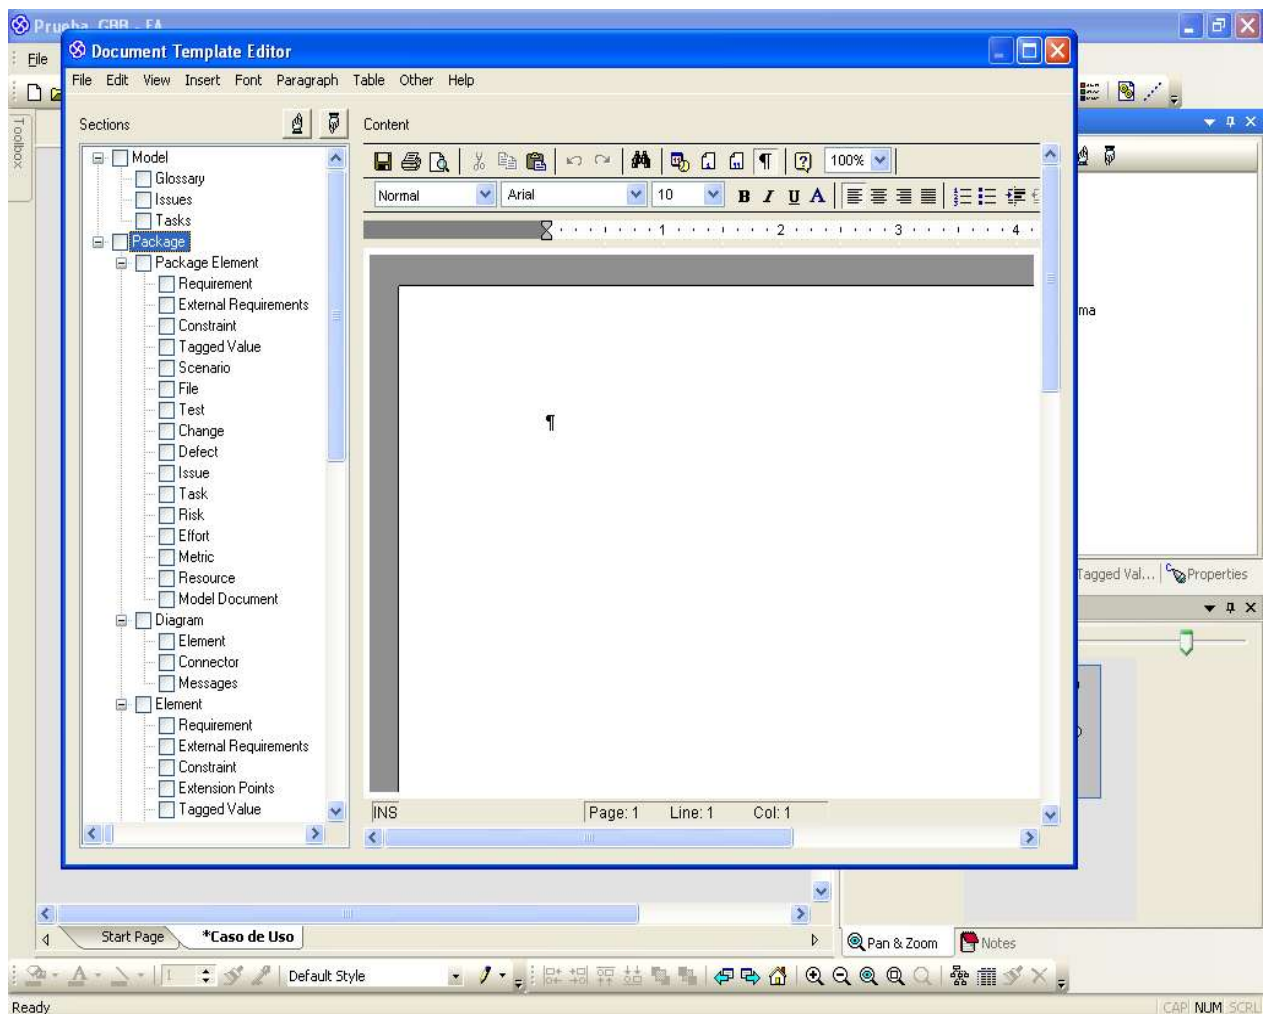 Prueba_GBB - EA
Document Template Editor
File
File Edit View Insert Font Paragraph Table Other Help
Toolbox
Sections
Content
Model
Glossary
Issues
Tasks
Package
Package Element
Requirement
External Requirements
Constraint
Tagged Value
Scenario
File
Test
Change
Defect
Issue
Task
Risk
Effort
Metric
Resource
Model Document
Diagram
Element
Connector
Messages
Element
Requirement
External Requirements
Constraint
Extension Points
Tagged Value
100%
Normal Arial 10 B I U A
1 2 3 4
¶
INS Page: 1 Line: 1 Col: 1
ma
Tagged Val... Properties
Start Page *Caso de Uso
Pan & Zoom Notes
1 Default Style
Ready CAP NUM SCRL